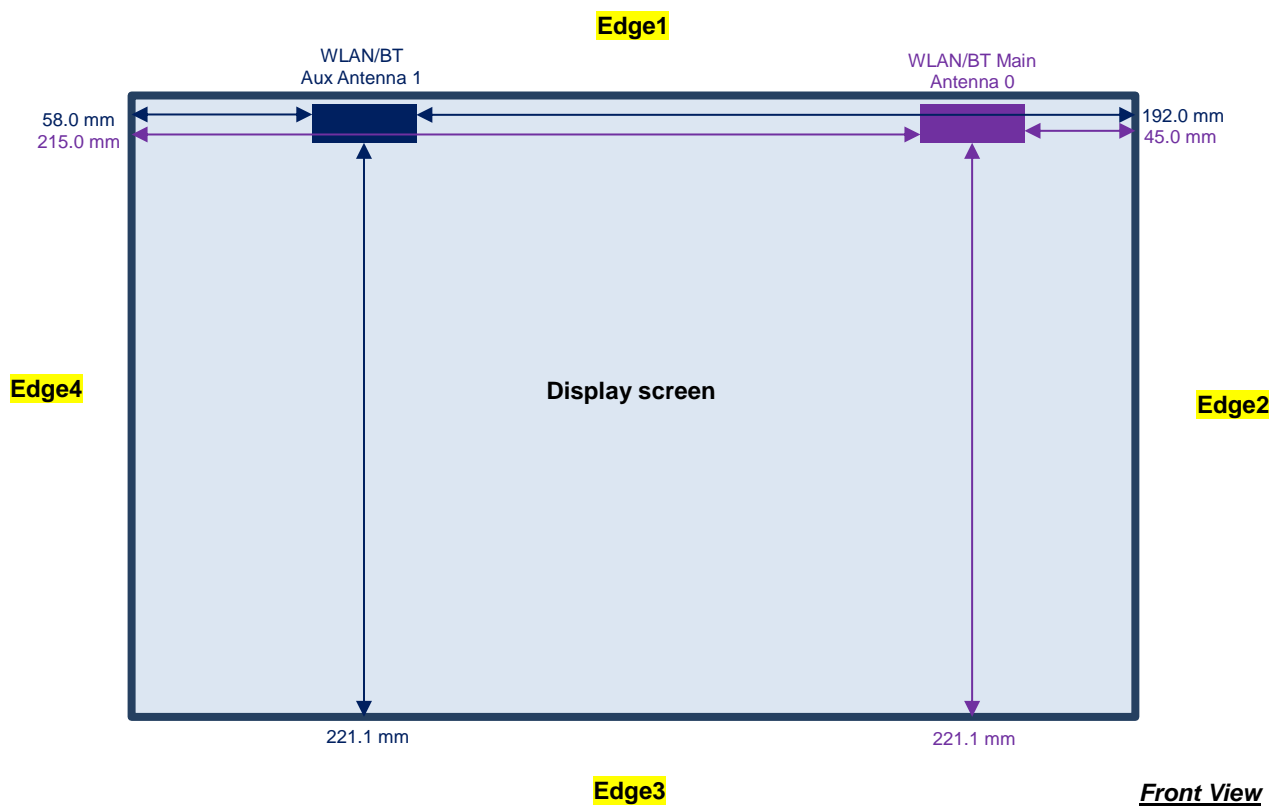 Edge1
WLAN/BT
Aux Antenna 1
WLAN/BT Main
Antenna 0
58.0 mm
215.0 mm
192.0 mm
45.0 mm
Edge4
Display screen
Edge2
221.1 mm
221.1 mm
Edge3
Front View